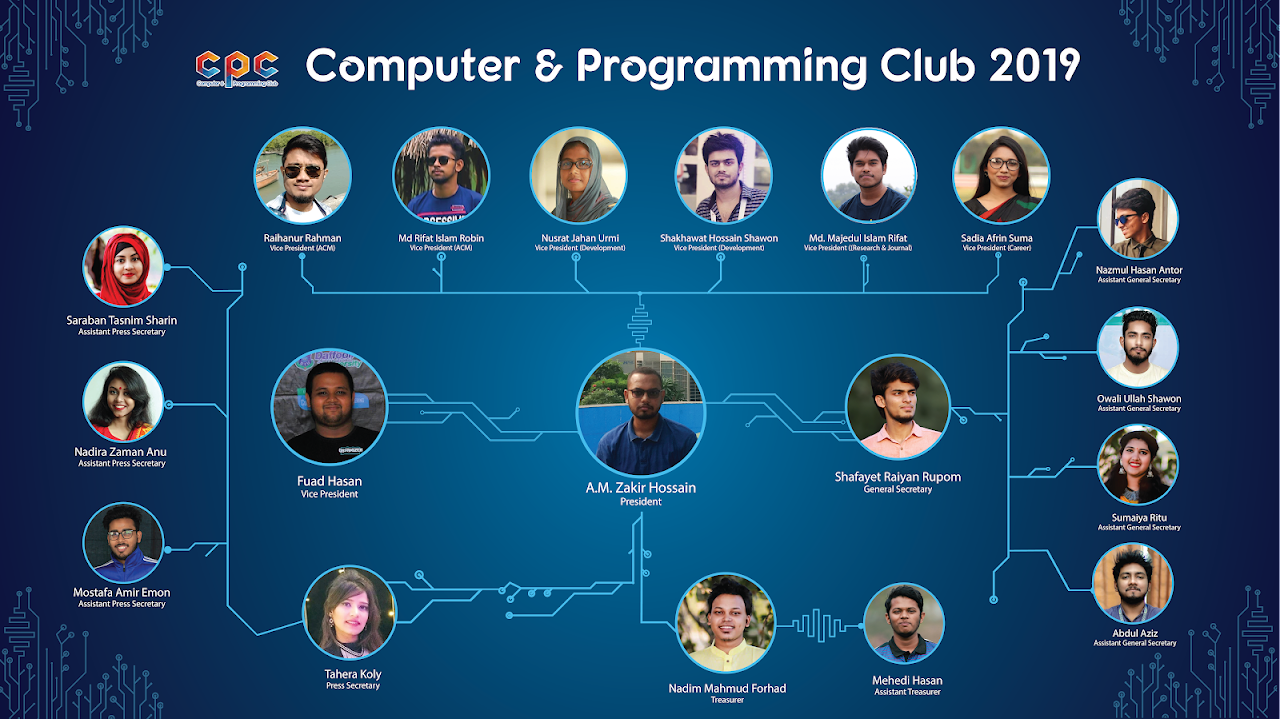 cpc
Computer & Programming Club
Computer & Programming Club 2019
Raihanur Rahman
Vice President (ACM)
Md Rifat Islam Robin
Vice President (ACM)
Nusrat Jahan Urmi
Vice President (Development)
Shakhawat Hossain Shawon
Vice President (Development)
Md. Majedul Islam Rifat
Vice President ((Research & Journal)
Sadia Afrin Suma
Vice President (Career)
Nazmul Hasan Antor
Assistant General Secretary
Saraban Tasnim Sharin
Assistant Press Secretary
Owali Ullah Shawon
Assistant General Secretary
Nadira Zaman Anu
Assistant Press Secretary
Fuad Hasan
Vice President
A.M. Zakir Hossain
President
Shafayet Raiyan Rupom
General Secretary
Sumaiya Ritu
Assistant General Secretary
Mostafa Amir Emon
Assistant Press Secretary
Abdul Aziz
Assistant General Secretary
Tahera Koly
Press Secretary
Nadim Mahmud Forhad
Treasurer
Mehedi Hasan
Assistant Treasurer